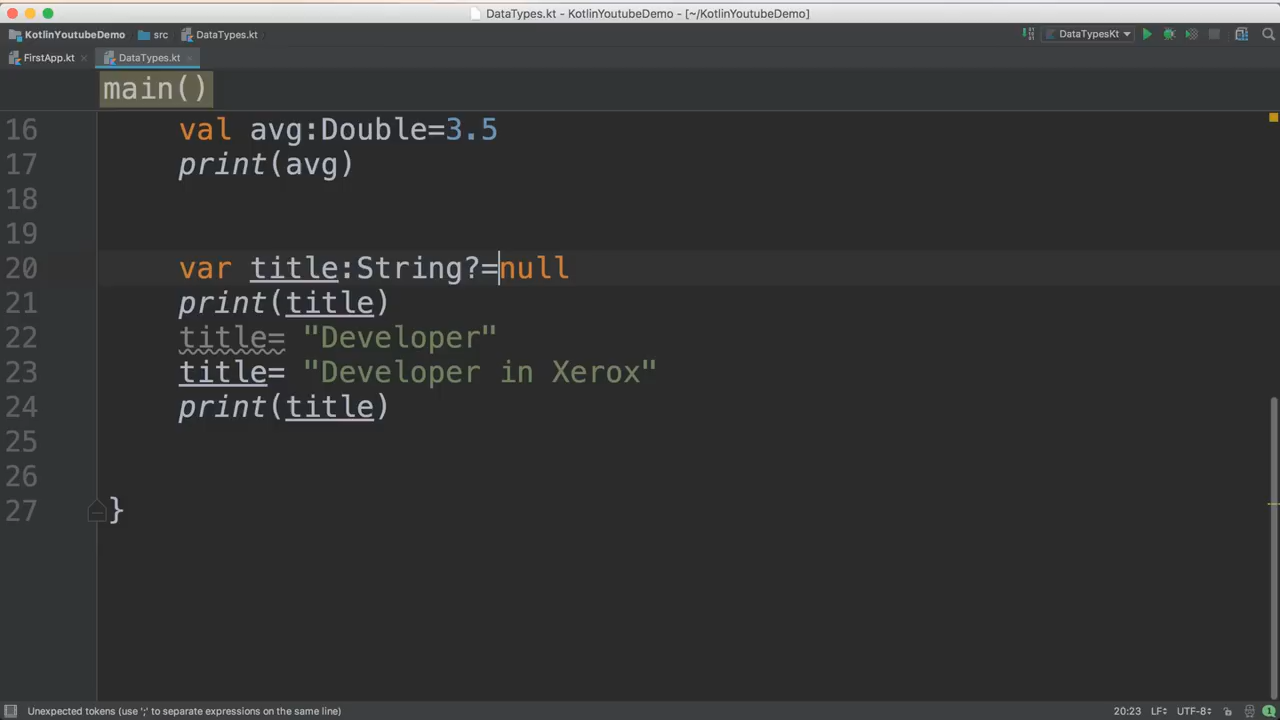 DataTypes.kt - KotlinYoutubeDemo - [~/KotlinYoutubeDemo]
KotlinYoutubeDemo src DataTypes.kt DataTypesKt
FirstApp.kt DataTypes.kt
main()
16 val avg:Double=3.5
17 print(avg)
18
19
20 var title:String?=null
21 print(title)
22 title= "Developer"
23 title= "Developer in Xerox"
24 print(title)
25
26
27 }
Unexpected tokens (use ';' to separate expressions on the same line) 20:23 LF÷ UTF-8÷ 1